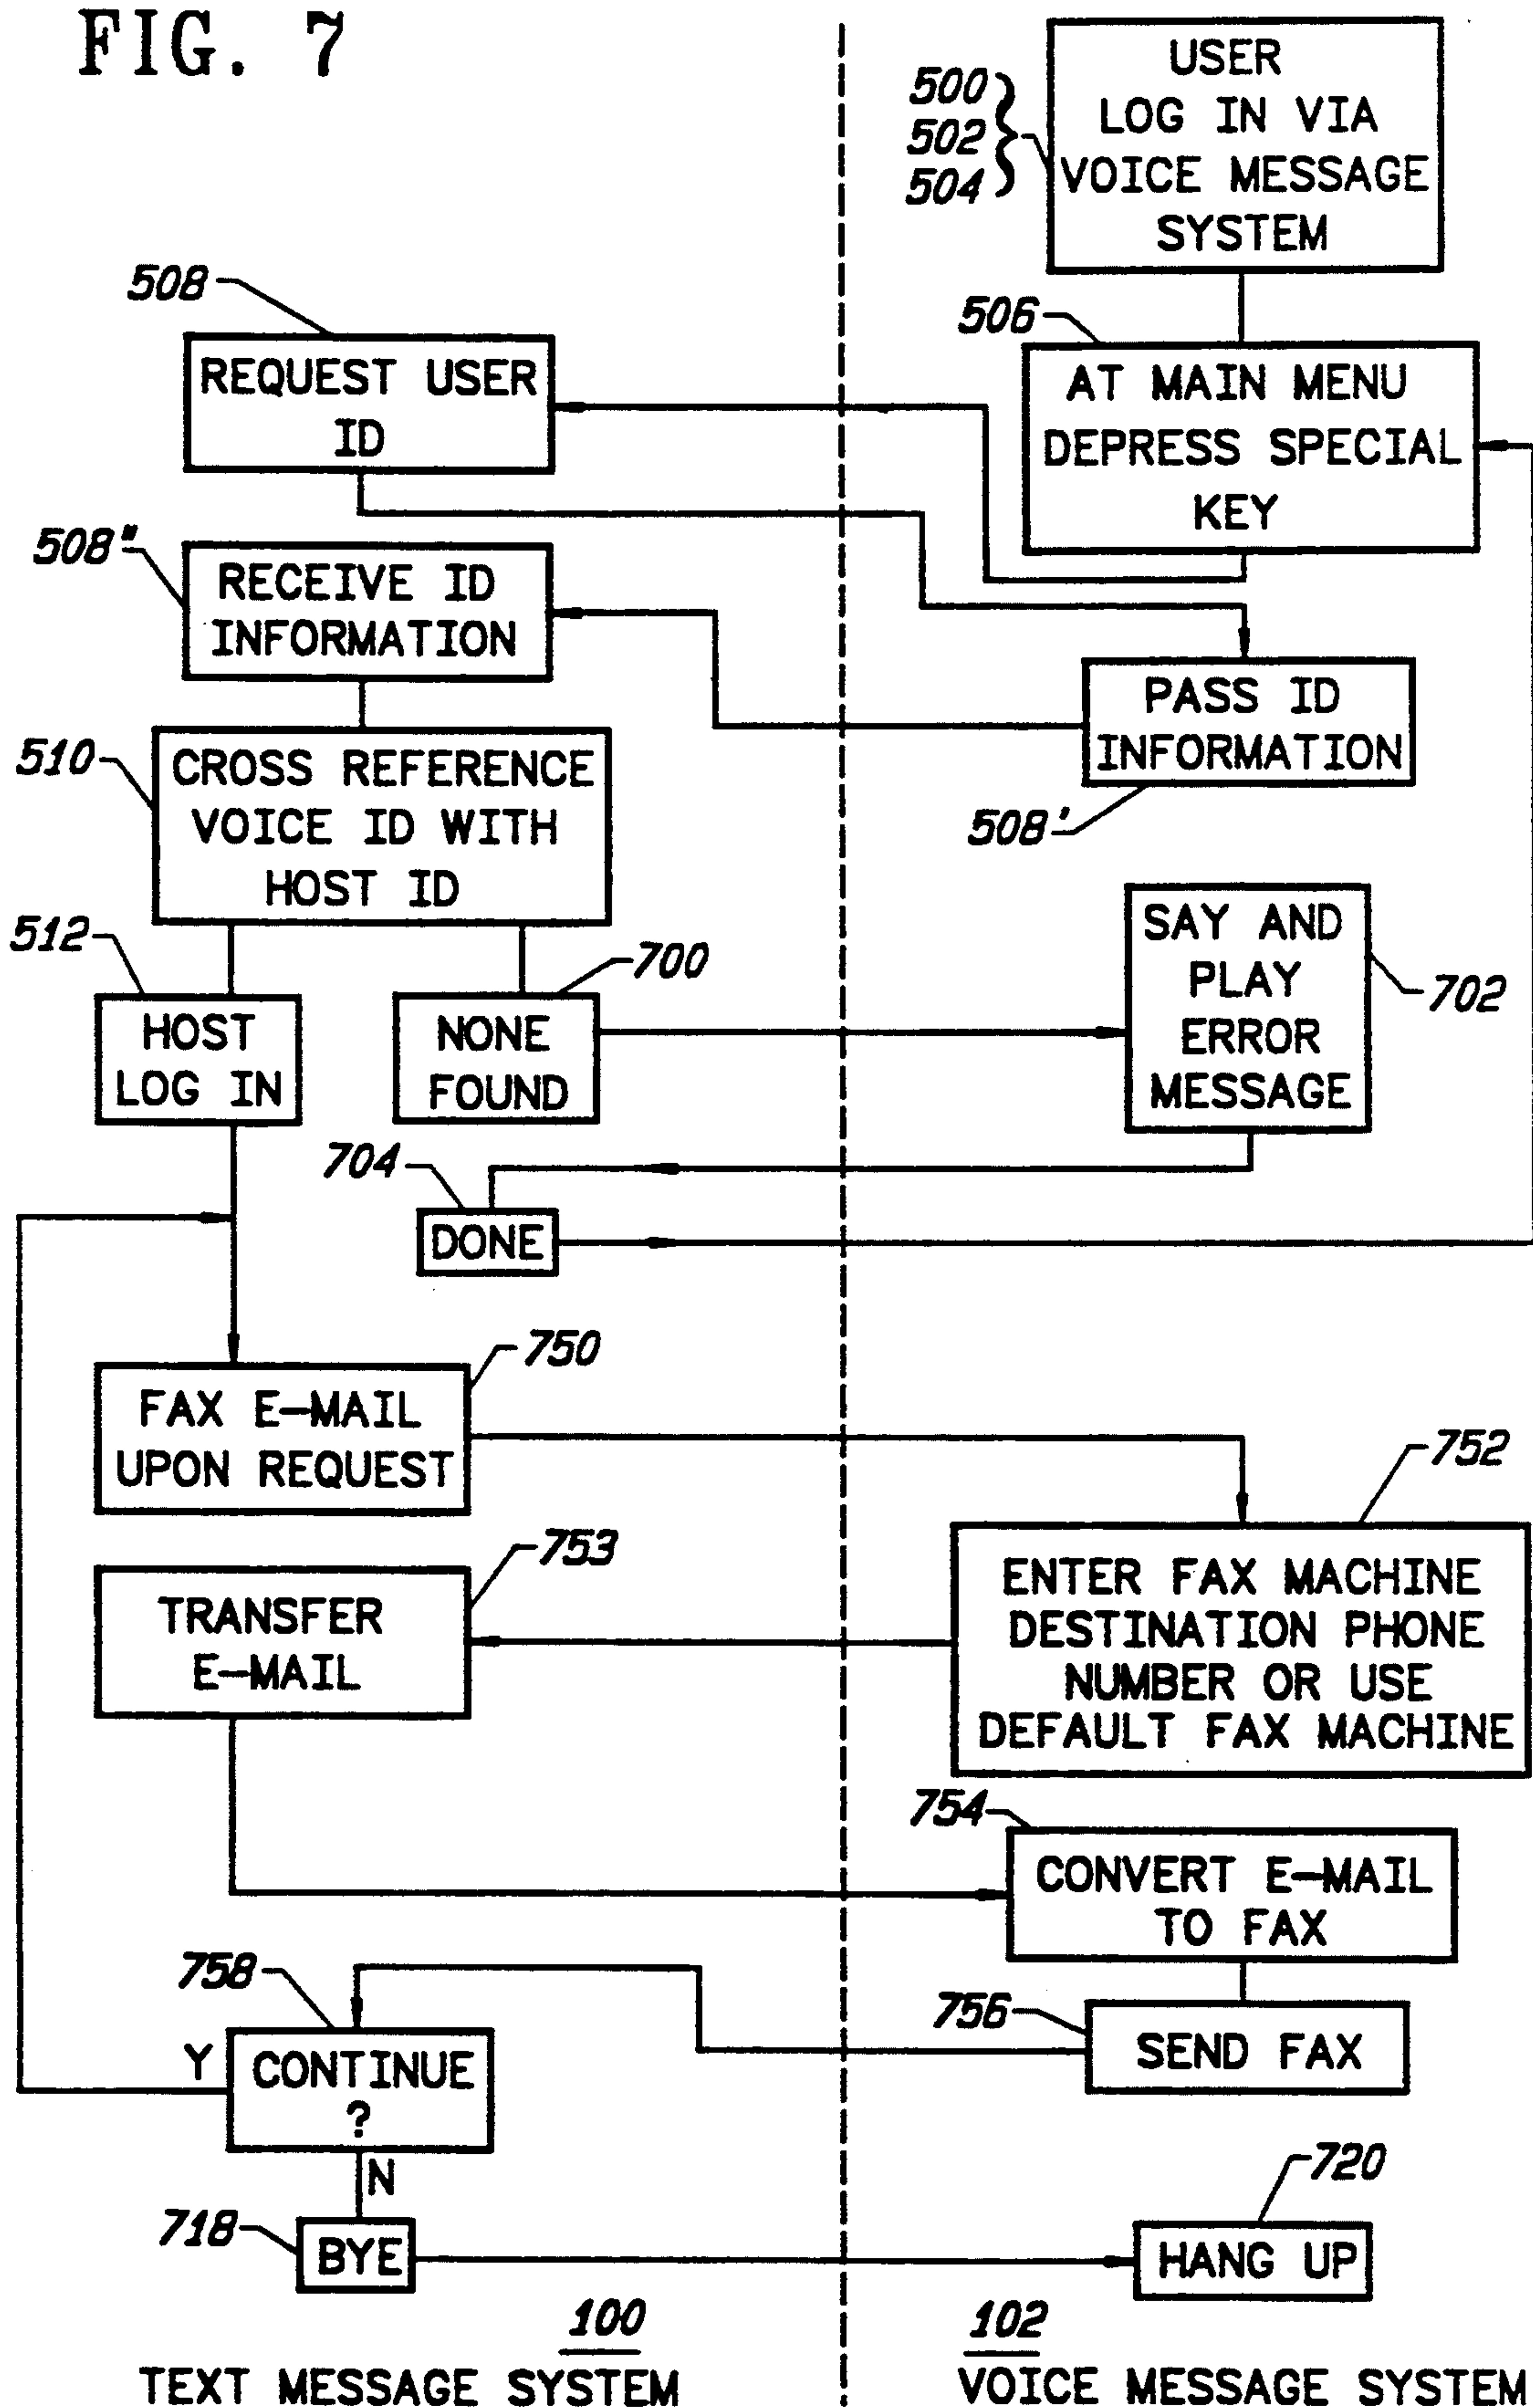 FIG. 7
500
502
504
USER
LOG IN VIA
VOICE MESSAGE
SYSTEM
508
REQUEST USER
ID
506
AT MAIN MENU
DEPRESS SPECIAL
KEY
508"
RECEIVE ID
INFORMATION
PASS ID
INFORMATION
508'
510
CROSS REFERENCE
VOICE ID WITH
HOST ID
512
HOST
LOG IN
700
NONE
FOUND
SAY AND
PLAY
ERROR
MESSAGE
702
704
DONE
750
FAX E-MAIL
UPON REQUEST
752
ENTER FAX MACHINE
DESTINATION PHONE
NUMBER OR USE
DEFAULT FAX MACHINE
753
TRANSFER
E-MAIL
754
CONVERT E-MAIL
TO FAX
756
SEND FAX
758
Y
CONTINUE
?
N
718
BYE
720
HANG UP
100
TEXT MESSAGE SYSTEM
102
VOICE MESSAGE SYSTEM